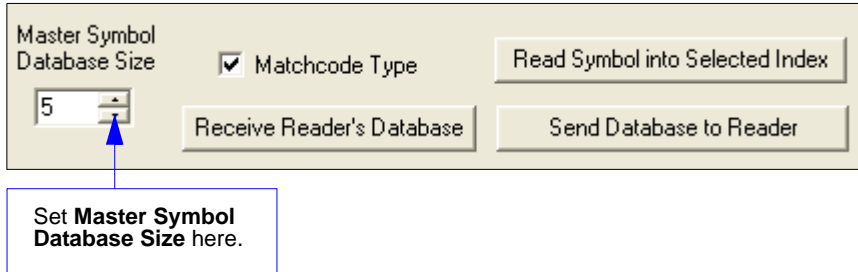 Master Symbol
Database Size
5
Matchcode Type
Read Symbol into Selected Index
Receive Reader's Database
Send Database to Reader
Set Master Symbol
Database Size here.